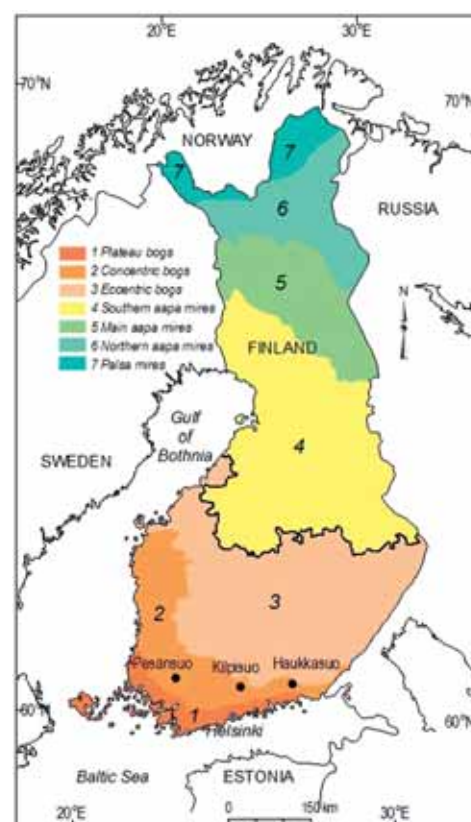 20°E 30°E
70°N
70°N
NORWAY
7
7
6
RUSSIA
1 Plateau bogs
2 Concentric bogs
3 Eccentric bogs
4 Southern aapa mires
5 Main aapa mires
6 Northern aapa mires
7 Palsa mires
5
N
FINLAND
Gulf
of
Bothnia
SWEDEN
4
2
3
Pesansuo Kilpisuo Haukkasuo
1
60°N
60°N
Helsinki
Baltic Sea ESTONIA
20°E 0 150 km 30°E